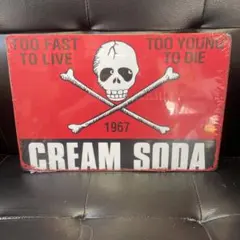 TOO FAST
TO LIVE
TOO YOUNG
TO DIE
1967
CREAM SODA